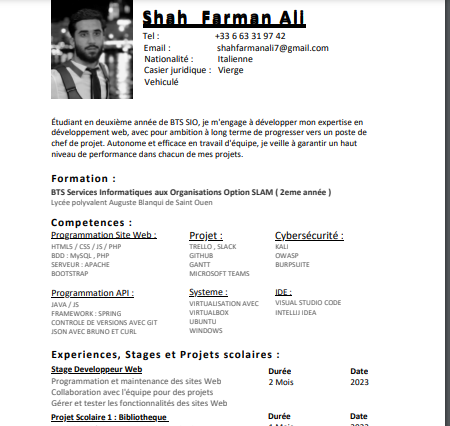 Shah Farman Ali
Tel : +33 6 63 31 97 42
Email : shahfarmanali7@gmail.com
Nationalité : Italienne
Casier juridique : Vierge
Vehiculé
Étudiant en deuxième année de BTS SIO, je m'engage à développer mon expertise en
développement web, avec pour ambition à long terme de progresser vers un poste de
chef de projet. Autonome et efficace en travail d'équipe, je veille à garantir un haut
niveau de performance dans chacun de mes projets.
Formation :
BTS Services Informatiques aux Organisations Option SLAM ( 2eme année )
Lycée polyvalent Auguste Blanqui de Saint Ouen
Competences :
Programmation Site Web :
HTML5 / CSS / JS / PHP
BDD : MySQL , PHP
SERVEUR : APACHE
BOOTSTRAP
Projet :
TRELLO , SLACK
GITHUB
GANTT
MICROSOFT TEAMS
Cybersécurité :
KALI
OWASP
BURPSUITE
Programmation API :
JAVA / JS
FRAMEWORK : SPRING
CONTROLE DE VERSIONS AVEC GIT
JSON AVEC BRUNO ET CURL
Systeme :
VIRTUALISATION AVEC
VIRTUALBOX
UBUNTU
WINDOWS
IDE :
VISUAL STUDIO CODE
INTELLIJ IDEA
Experiences, Stages et Projets scolaires :
Stage Developpeur Web Durée Date
Programmation et maintenance des sites Web 2 Mois 2023
Collaboration avec l'équipe pour des projets
Gérer et tester les fonctionnalités des sites Web
Projet Scolaire 1 : Bibliotheque Durée Date